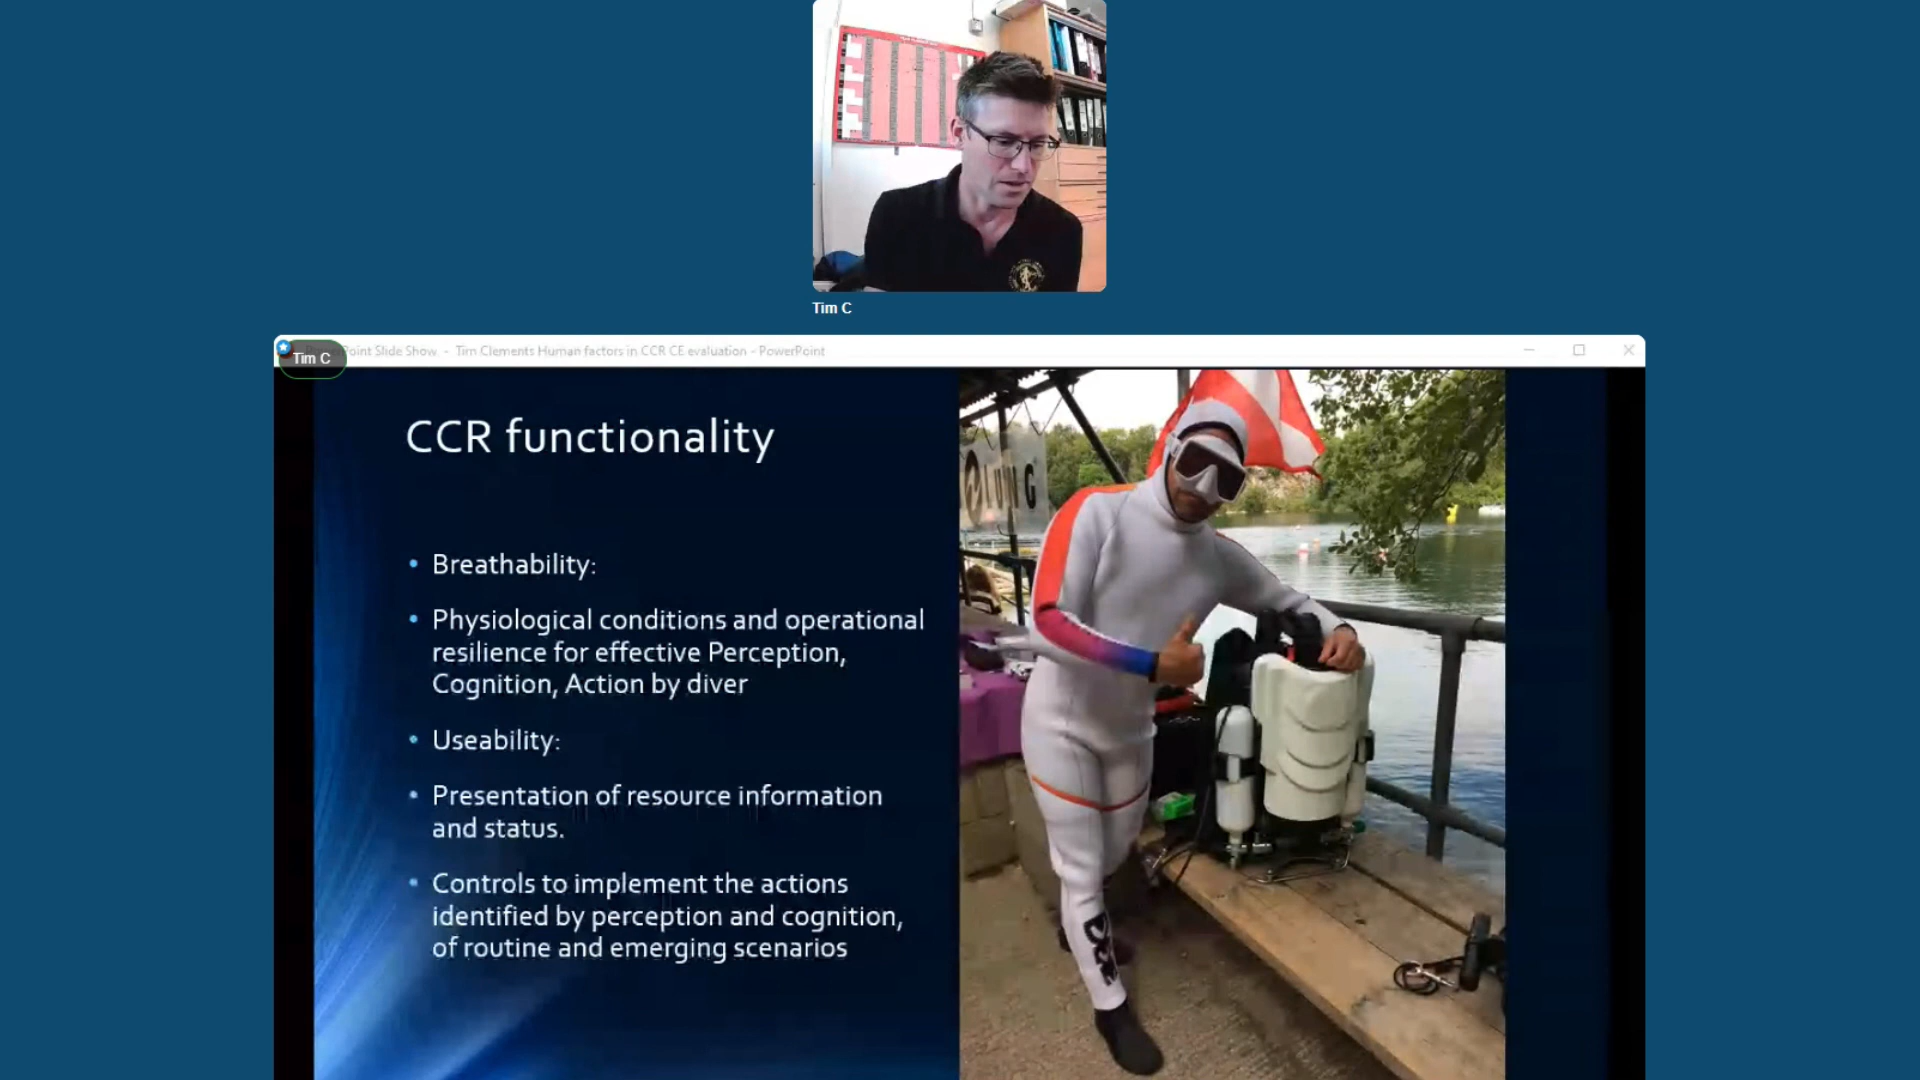 Tim C
Tim C
Point Slide Show - Tim Clements Human factors in CCR CE evaluation - PowerPoint
CCR functionality
• Breathability:
• Physiological conditions and operational
resilience for effective Perception,
Cognition, Action by diver
• Useability:
• Presentation of resource information
and status.
• Controls to implement the actions
identified by perception and cognition,
of routine and emerging scenarios